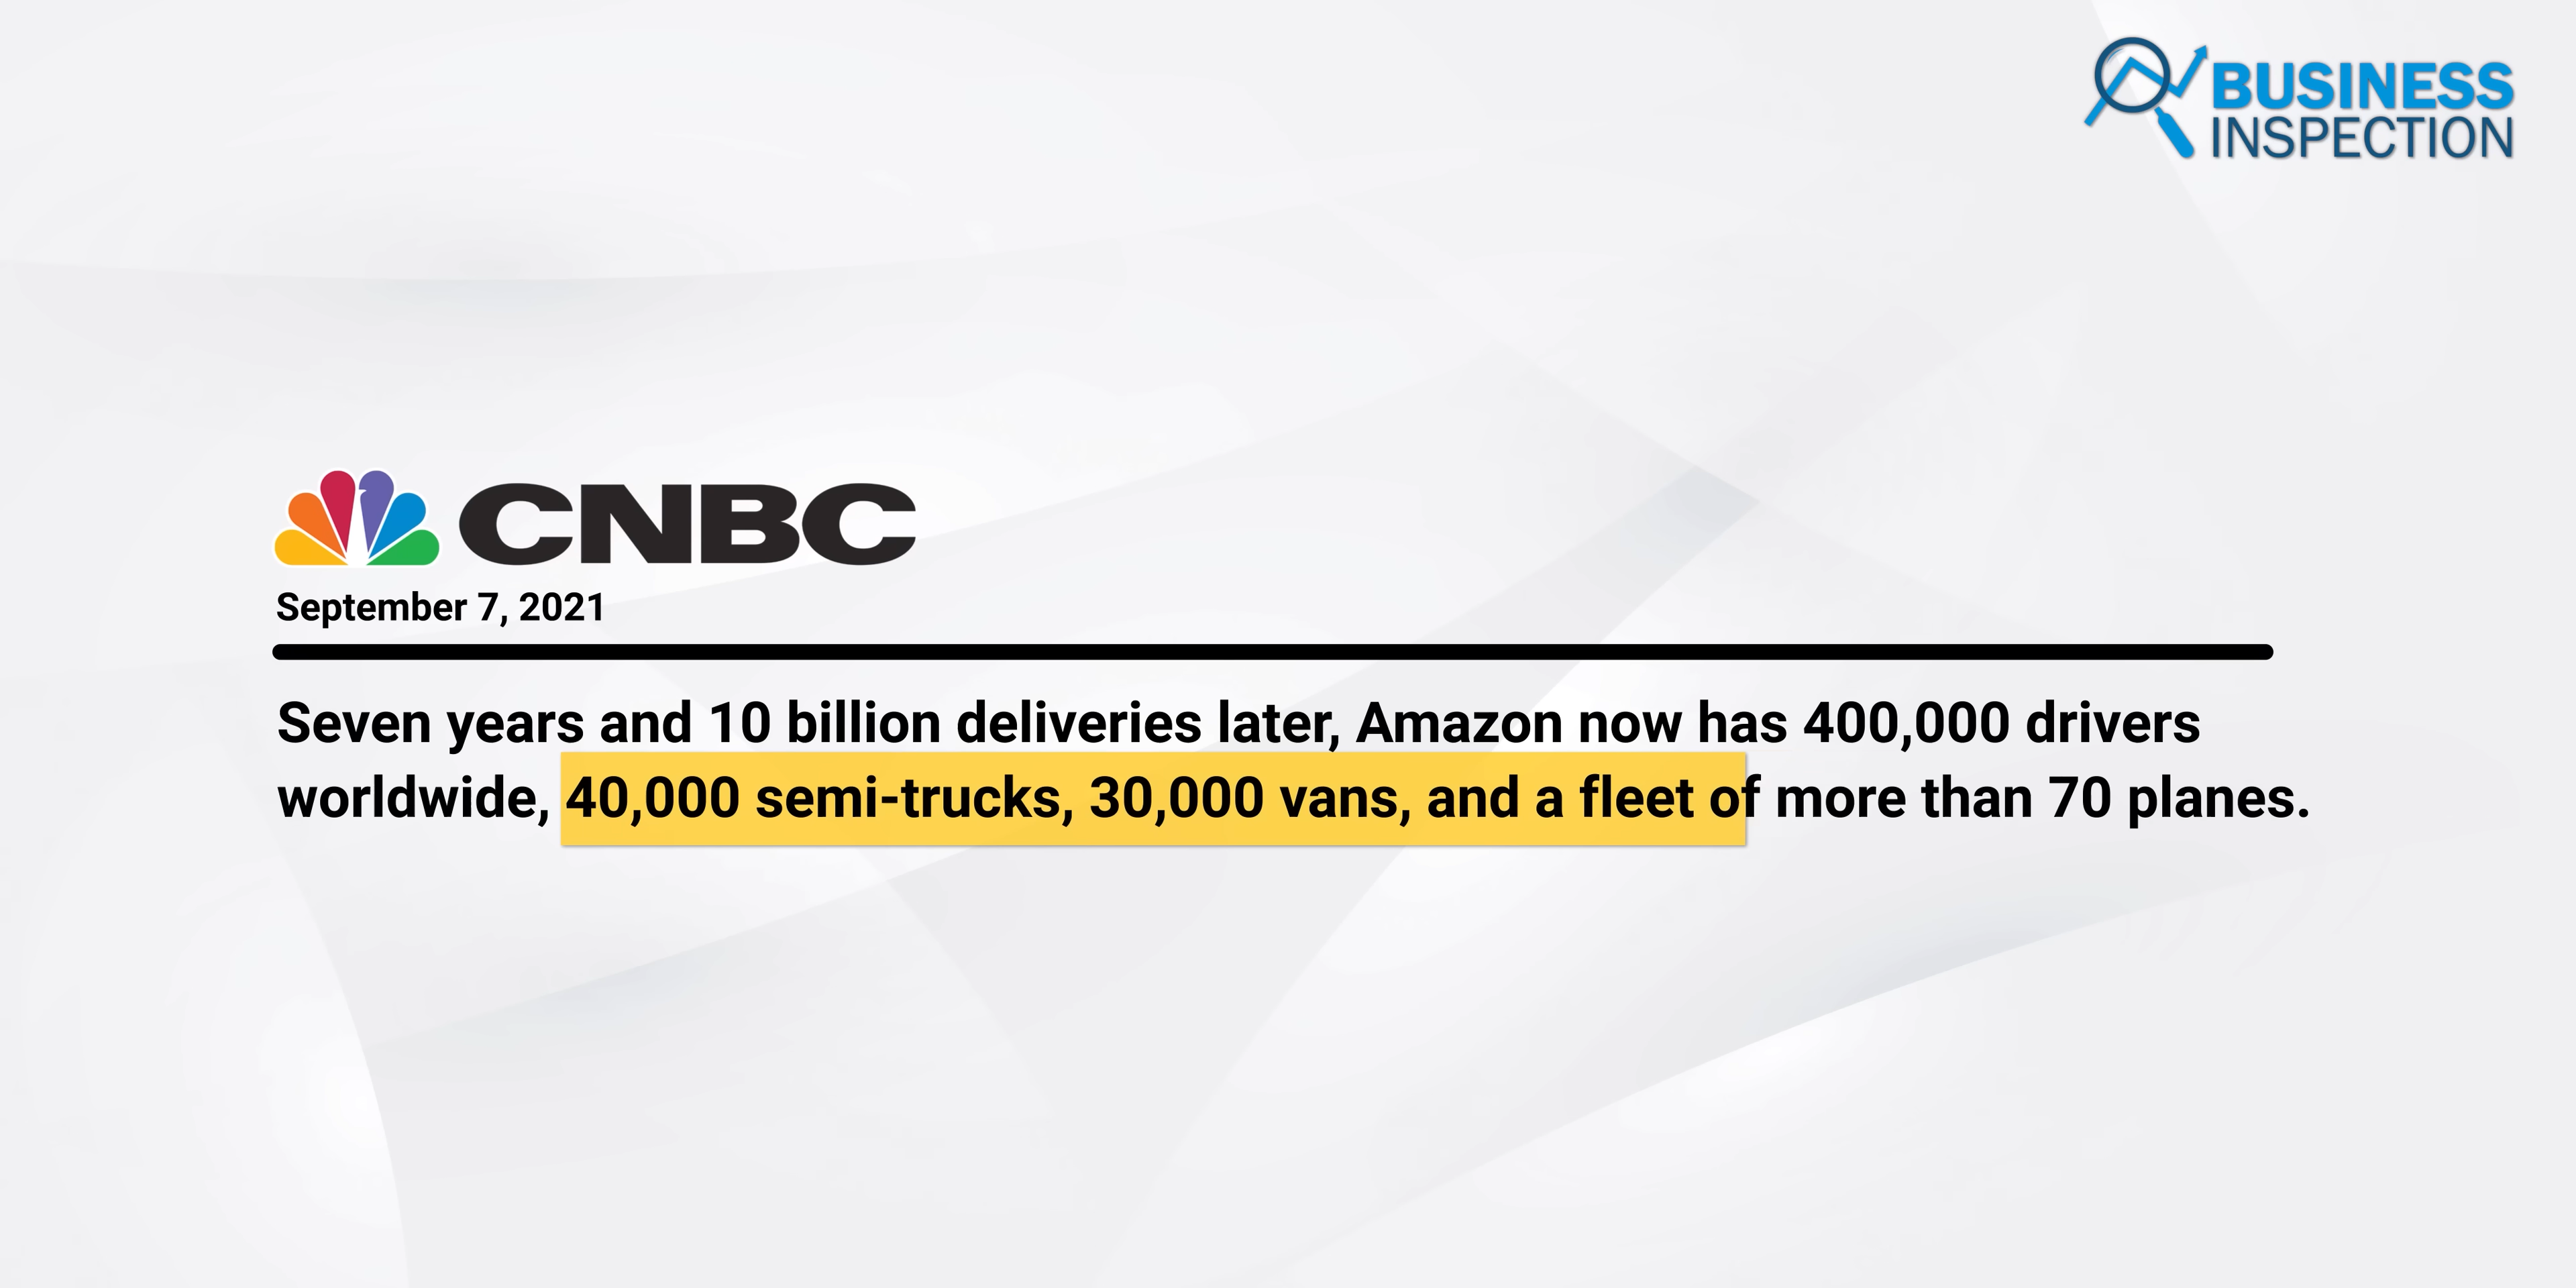 BUSINESS
INSPECTION
CNBC
September 7, 2021
Seven years and 10 billion deliveries later, Amazon now has 400,000 drivers
worldwide, 40,000 semi-trucks, 30,000 vans, and a fleet of more than 70 planes.